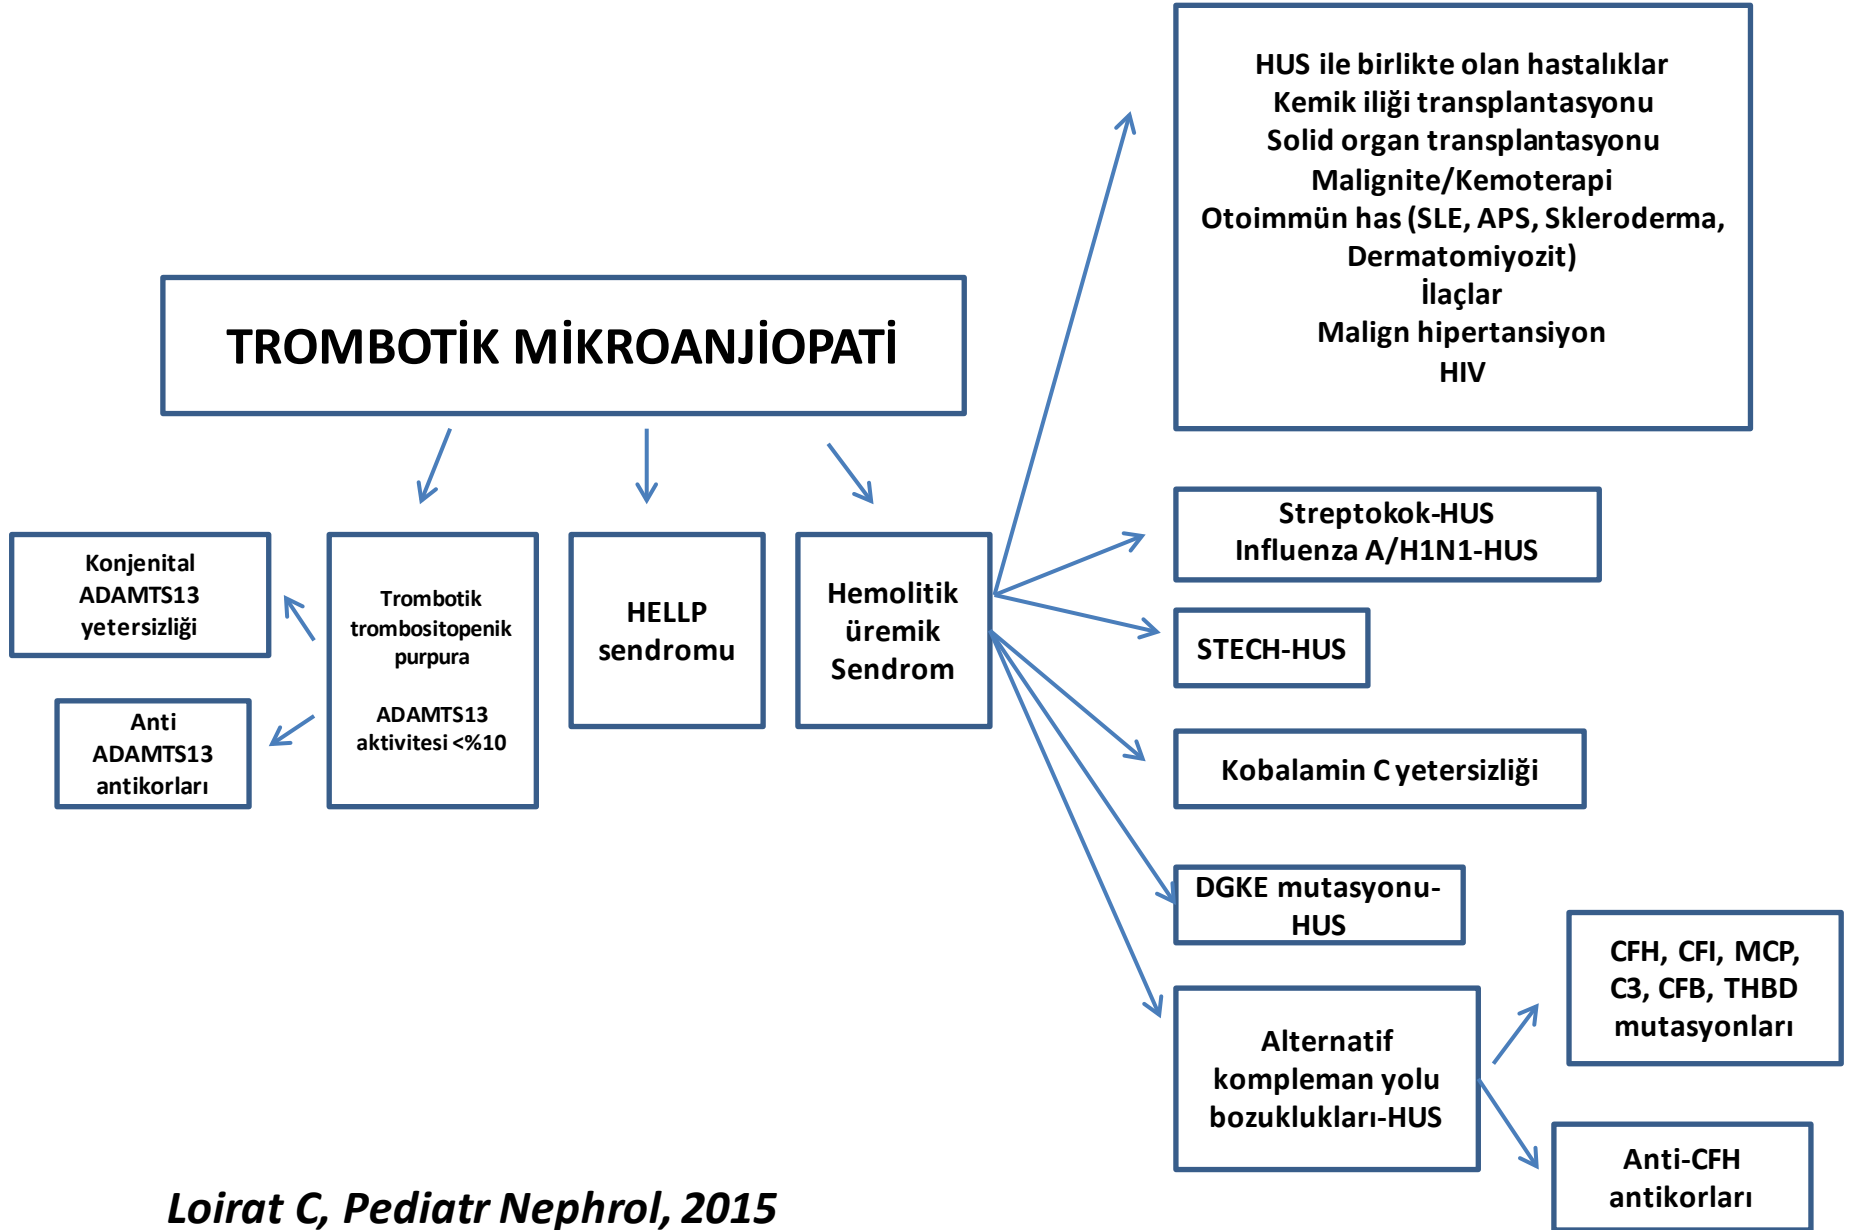 TROMBOTİK MİKROANJİOPATİ
Konjenital
ADAMTS13
yetersizliği
Anti
ADAMTS13
antikorları
Trombotik
trombositopenik
purpura
ADAMTS13
aktivitesi <%10
HELLP
sendromu
Hemolitik
üremik
Sendrom
HUS ile birlikte olan hastalıklar
Kemik iliği transplantasyonu
Solid organ transplantasyonu
Malignite/Kemoterapi
Otoimmün has (SLE, APS, Skleroderma,
Dermatomiyozit)
İlaçlar
Malign hipertansiyon
HIV
Streptokok-HUS
Influenza A/H1N1-HUS
STECH-HUS
Kobalamin C yetersizliği
DGKE mutasyonu-
HUS
Alternatif
kompleman yolu
bozuklukları-HUS
CFH, CFI, MCP,
C3, CFB, THBD
mutasyonları
Anti-CFH
antikorları
Loirat C, Pediatr Nephrol, 2015